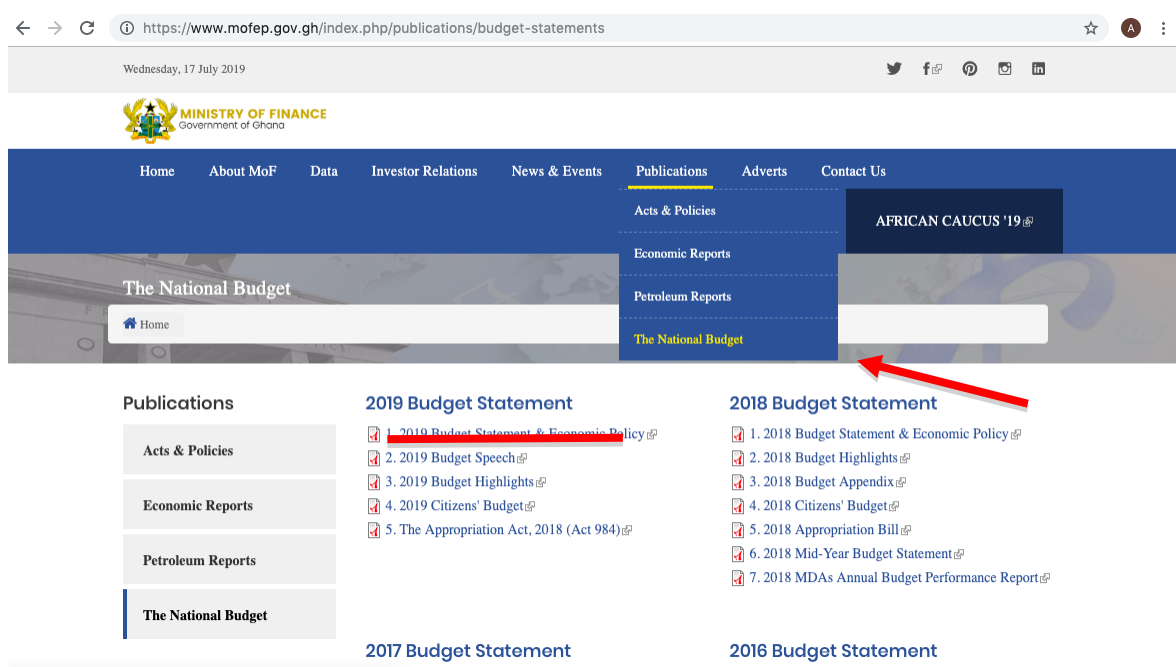 https://www.mofep.gov.gh/index.php/publications/budget-statements
A
Wednesday, 17 July 2019
MINISTRY OF FINANCE
Government of Ghana
Home About MoF Data Investor Relations News & Events Publications Adverts Contact Us
Acts & Policies
Economic Reports
Petroleum Reports
The National Budget
AFRICAN CAUCUS '19
The National Budget
Home
Publications
Acts & Policies
Economic Reports
Petroleum Reports
The National Budget
2019 Budget Statement
1. 2019 Budget Statement & Economic Policy
2. 2019 Budget Speech
3. 2019 Budget Highlights
4. 2019 Citizens' Budget
5. The Appropriation Act, 2018 (Act 984)
2018 Budget Statement
1. 2018 Budget Statement & Economic Policy
2. 2018 Budget Highlights
3. 2018 Budget Appendix
4. 2018 Citizens' Budget
5. 2018 Appropriation Bill
6. 2018 Mid-Year Budget Statement
7. 2018 MDAs Annual Budget Performance Report
2017 Budget Statement
2016 Budget Statement